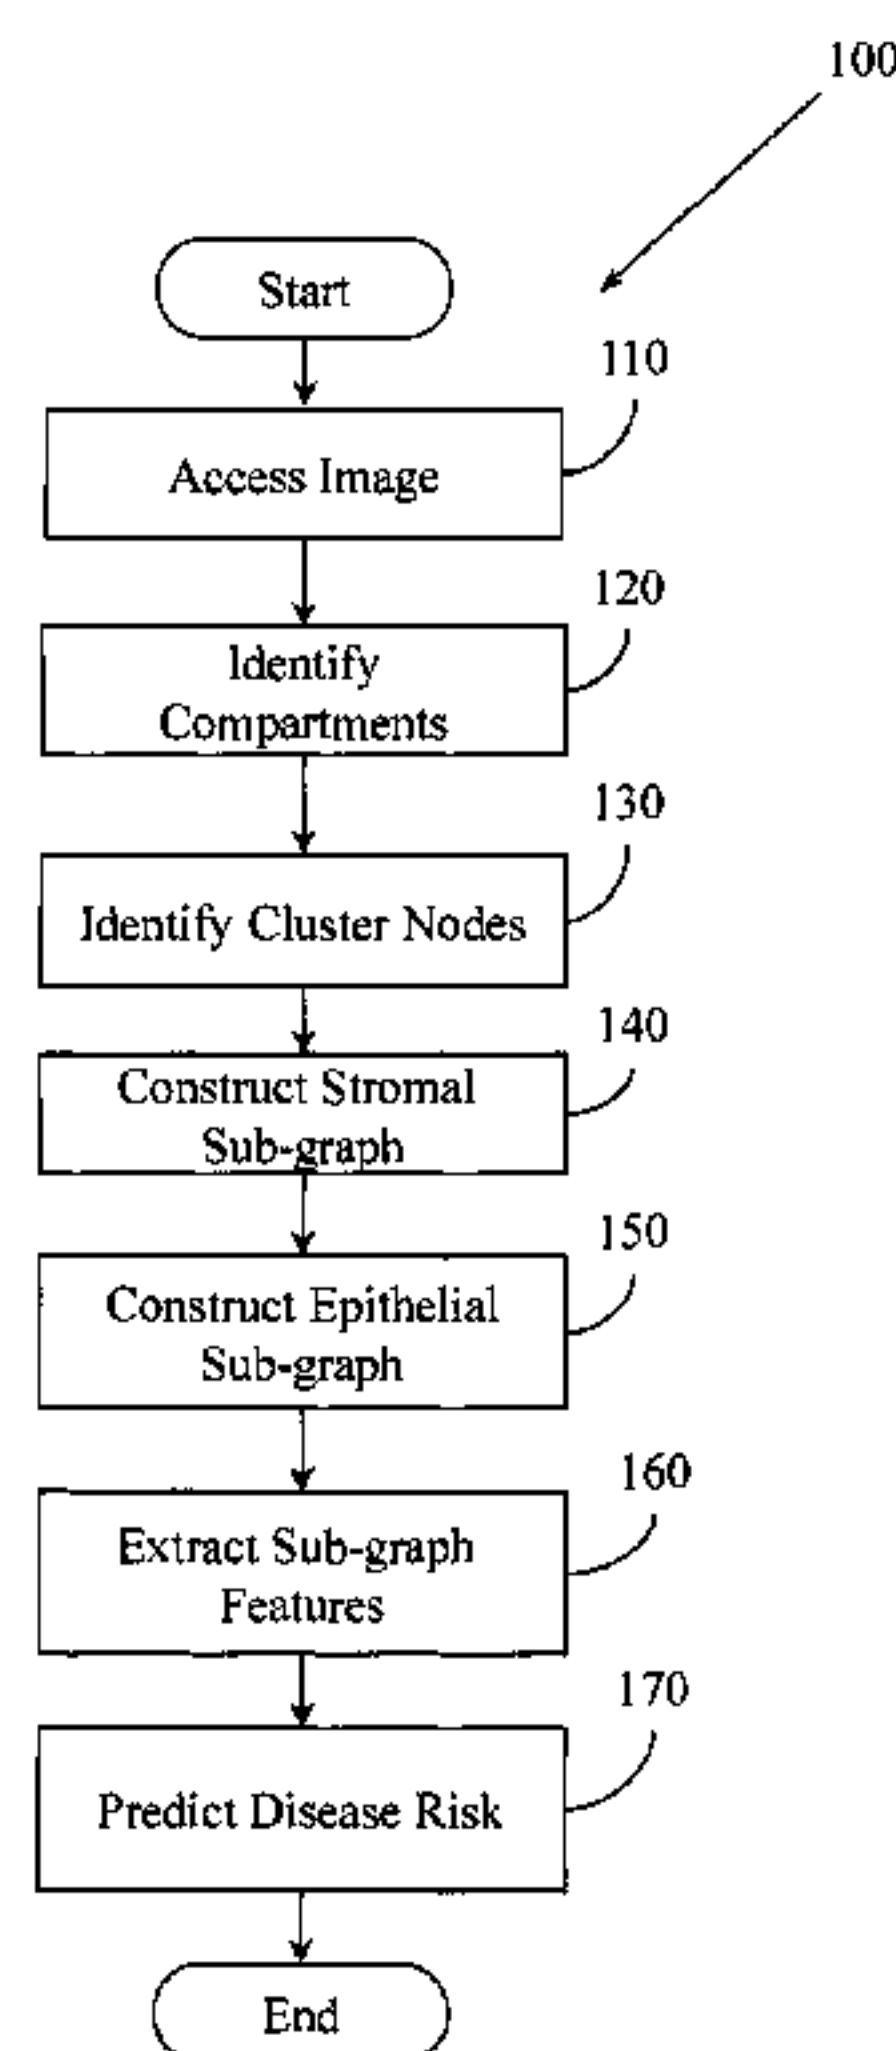 100
Start
110
Access Image
120
Identify
Compartments
130
Identify Cluster Nodes
140
Construct Stromal
Sub-graph
150
Construct Epithelial
Sub-graph
160
Extract Sub-graph
Features
170
Predict Disease Risk
End